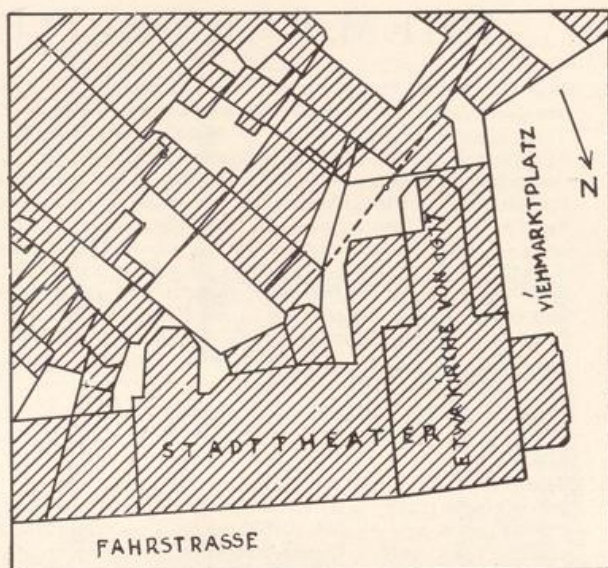 VIEHMARKTPLATZ
N
ETWA KIRCHE VON 1617
STADTTHEATER
FAHRSTRASSE